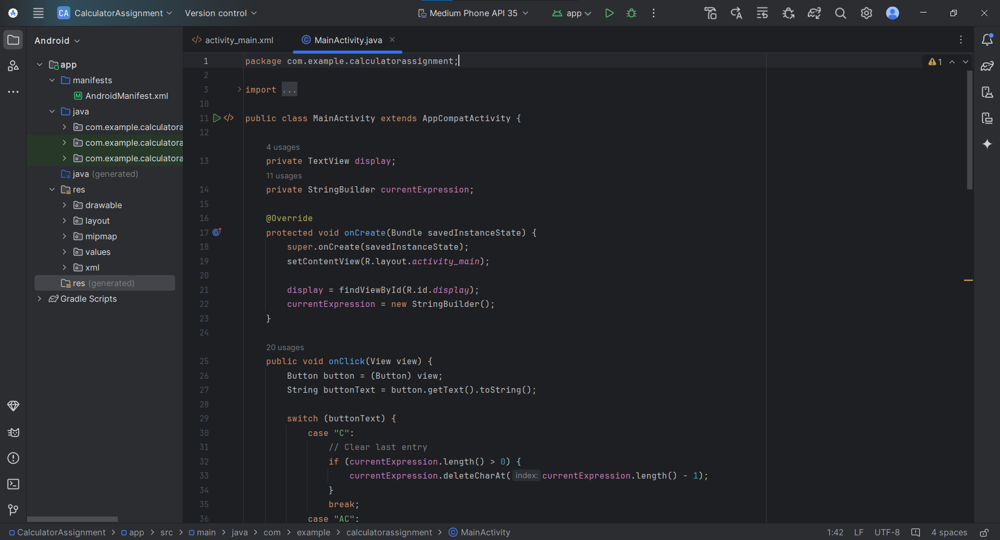 CA CalculatorAssignment Version control Medium Phone API 35 app
Android
app
manifests
AndroidManifest.xml
java
com.example.calculatora
com.example.calculatora
com.example.calculatora
java (generated)
res
drawable
layout
mipmap
values
xml
res (generated)
Gradle Scripts
activity_main.xml MainActivity.java
1 package com.example.calculatorassignment; 1
2
3 import ...
10
11 public class MainActivity extends AppCompatActivity {
12
4 usages
13 private TextView display;
11 usages
14 private StringBuilder currentExpression;
15
16 @Override
17 protected void onCreate(Bundle savedInstanceState) {
18 super.onCreate(savedInstanceState);
19 setContentView(R.layout.activity_main);
20
21 display = findViewById(R.id.display);
22 currentExpression = new StringBuilder();
23 }
24
20 usages
25 public void onClick(View view) {
26 Button button = (Button) view;
27 String buttonText = button.getText().toString();
28
29 switch (buttonText) {
30 case "C":
31 // Clear last entry
32 if (currentExpression.length() > 0) {
33 currentExpression.deleteCharAt( index: currentExpression.length() - 1);
34 }
35 break;
36 case "AC":
CalculatorAssignment > app > src > main > java > com > example > calculatorassignment > MainActivity 1:42 LF UTF-8 4 spaces